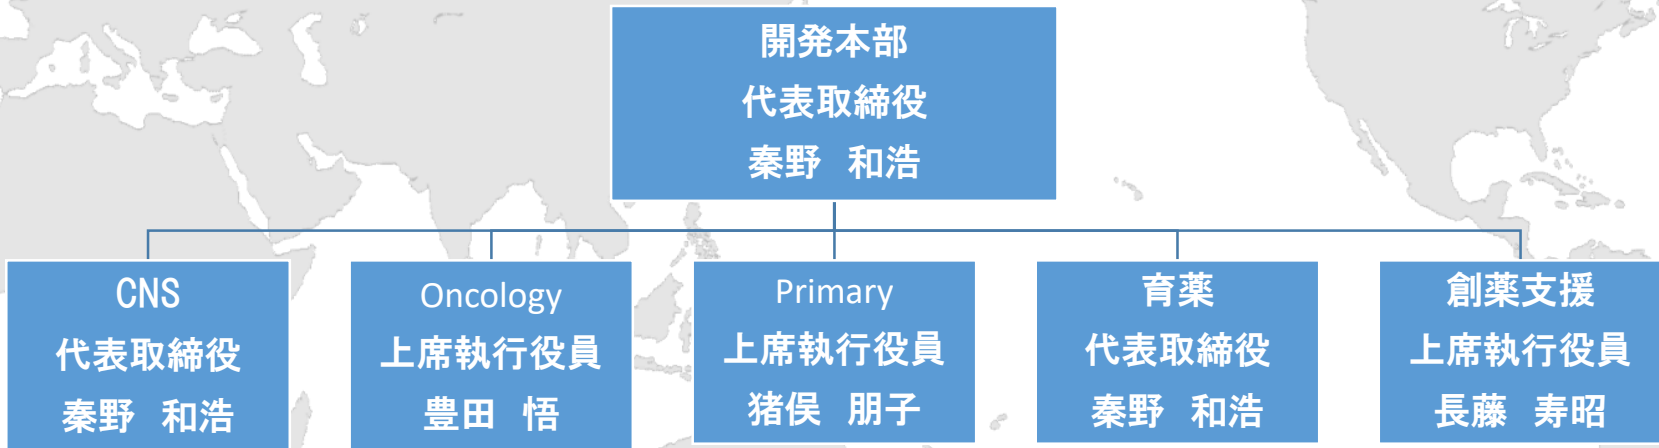 開発本部
代表取締役
秦野　和浩
CNS
代表取締役
秦野　和浩
Oncology
上席執行役員
豊田　悟
Primary
上席執行役員
猪俣　朋子
育薬
代表取締役
秦野　和浩
創薬支援
上席執行役員
長藤　寿昭